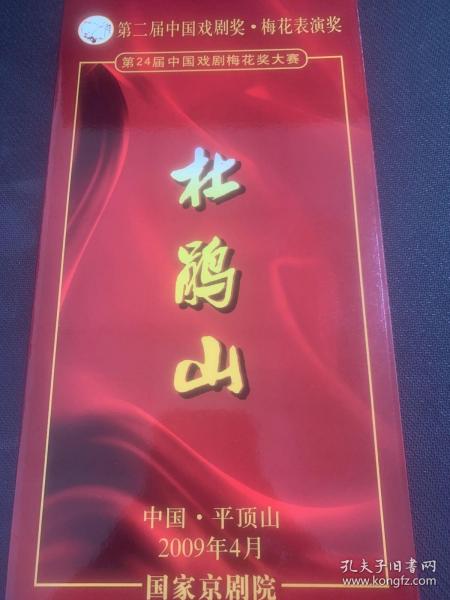 第二届中国戏剧奖·梅花表演奖
第24届中国戏剧梅花奖大赛
杜
鹃
山
中国·平顶山
2009年4月
国家京剧院
孔夫子旧书网
www.kongfz.com